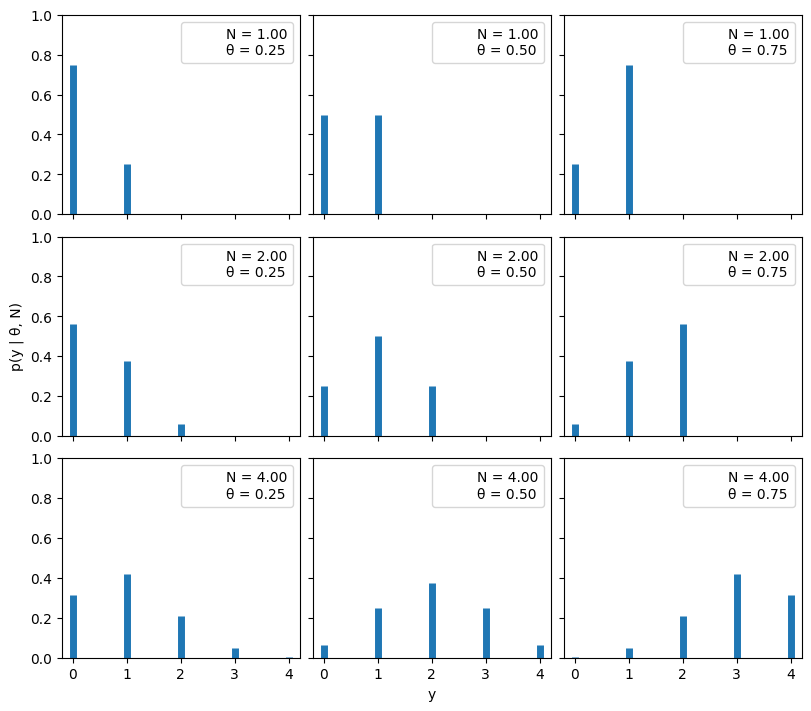 1.0
0.8
0.6
0.4
0.2
0.0
N = 1.00
θ = 0.25
N = 1.00
θ = 0.50
N = 1.00
θ = 0.75
p(y | θ, N)
1.0
0.8
0.6
0.4
0.2
0.0
N = 2.00
θ = 0.25
N = 2.00
θ = 0.50
N = 2.00
θ = 0.75
1.0
0.8
0.6
0.4
0.2
0.0
N = 4.00
θ = 0.25
N = 4.00
θ = 0.50
N = 4.00
θ = 0.75
0 1 2 3 4
0 1 2 3 4
0 1 2 3 4
y